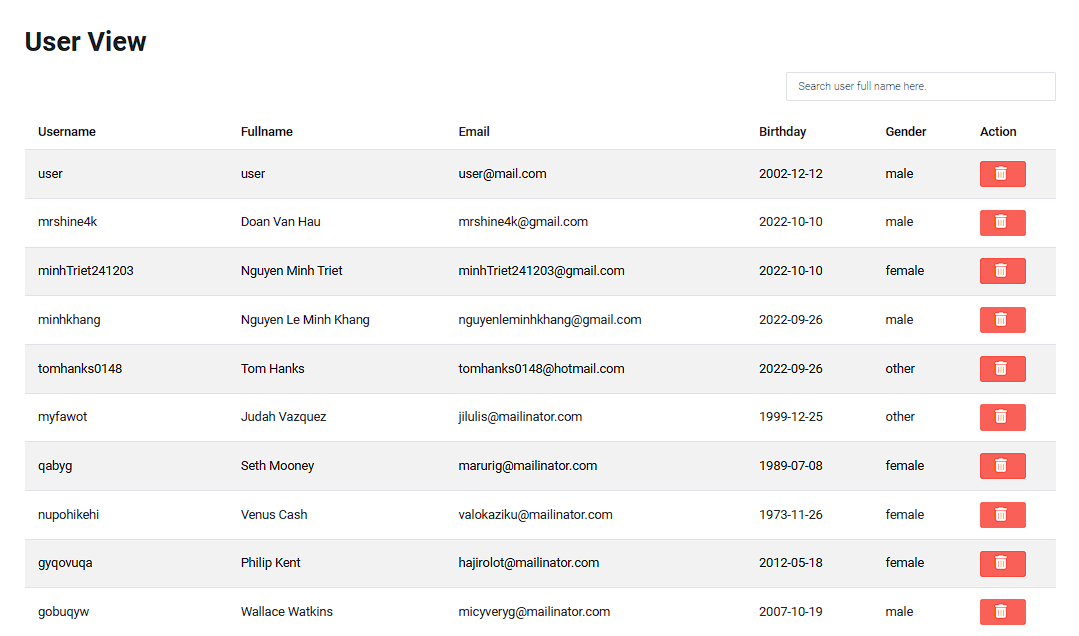 User View
Search user full name here.
Username Fullname Email Birthday Gender Action
user user user@mail.com 2002-12-12 male
mrshine4k Doan Van Hau mrshine4k@gmail.com 2022-10-10 male
minhTriet241203 Nguyen Minh Triet minhTriet241203@gmail.com 2022-10-10 female
minhkhang Nguyen Le Minh Khang nguyenleminhkhang@gmail.com 2022-09-26 male
tomhanks0148 Tom Hanks tomhanks0148@hotmail.com 2022-09-26 other
myfawot Judah Vazquez jilulis@mailinator.com 1999-12-25 other
qabyg Seth Mooney marurig@mailinator.com 1989-07-08 female
nupohikehi Venus Cash valokaziku@mailinator.com 1973-11-26 female
gyqovuqa Philip Kent hajirolot@mailinator.com 2012-05-18 female
gobuqyw Wallace Watkins micyveryg@mailinator.com 2007-10-19 male